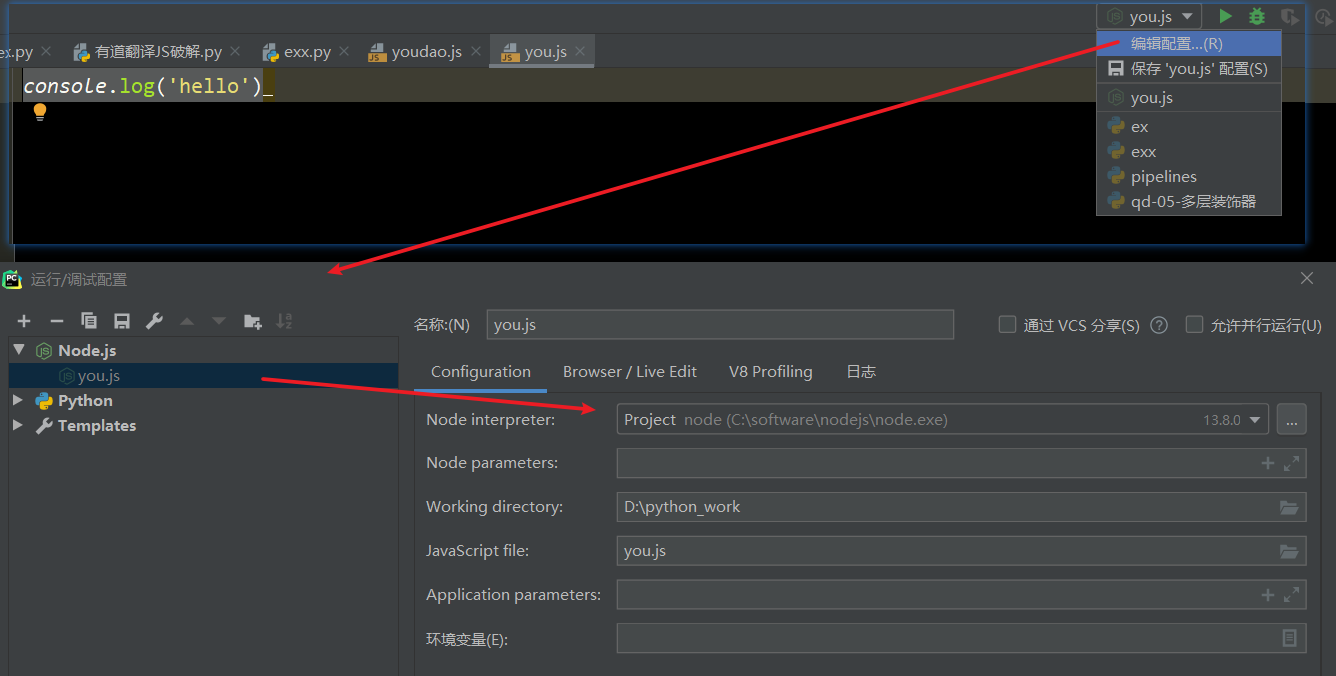 you.js
ex.py
有道翻译JS破解.py
exx.py
youdao.js
you.js
编辑配置...(R)
console.log('hello')
保存 'you.js' 配置(S)
you.js
ex
exx
pipelines
qd-05-多层装饰器
运行/调试配置
名称:(N)
you.js
通过 VCS 分享(S)
允许并行运行(U)
Node.js
you.js
Python
Templates
Configuration
Browser / Live Edit
V8 Profiling
日志
Node interpreter:
Project node (C:\software\nodejs\node.exe)
13.8.0
...
Node parameters:
Working directory:
D:\python_work
JavaScript file:
you.js
Application parameters:
环境变量(E):